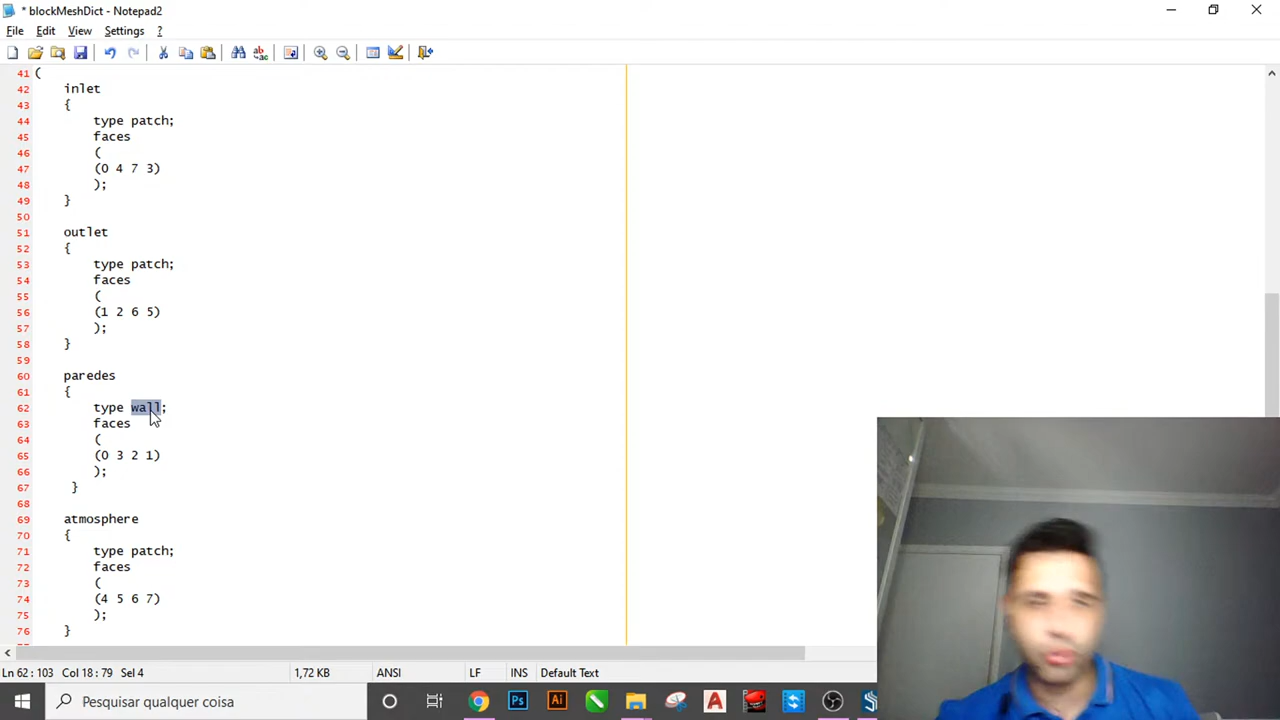 * blockMeshDict - Notepad2
File Edit View Settings ?
41 (
42 inlet
43 {
44 type patch;
45 faces
46 (
47 (0 4 7 3)
48 );
49 }
50
51 outlet
52 {
53 type patch;
54 faces
55 (
56 (1 2 6 5)
57 );
58 }
59
60 paredes
61 {
62 type wall;
63 faces
64 (
65 (0 3 2 1)
66 );
67 }
68
69 atmosphere
70 {
71 type patch;
72 faces
73 (
74 (4 5 6 7)
75 );
76 }
Ln 62 : 103 Col 18 : 79 Sel 4 1,72 KB ANSI LF INS Default Text
Pesquisar qualquer coisa Ps Ai A